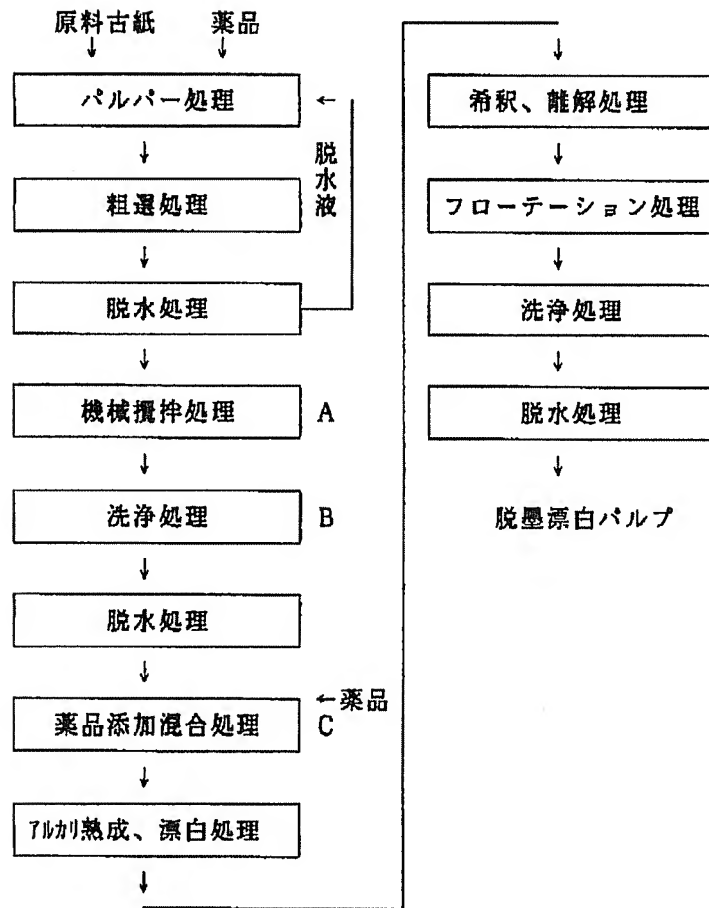 原料古紙 薬品
↓ ↓
パルパー処理 ←
脱水液
↓
粗選処理
↓
脱水処理
↓
機械攪拌処理 A
↓
洗浄処理 B
↓
脱水処理
↓
←薬品
薬品添加混合処理 C
↓
アルカリ熟成、漂白処理
↓
↓
希釈、離解処理
↓
フローテーション処理
↓
洗浄処理
↓
脱水処理
↓
脱墨漂白パルプ